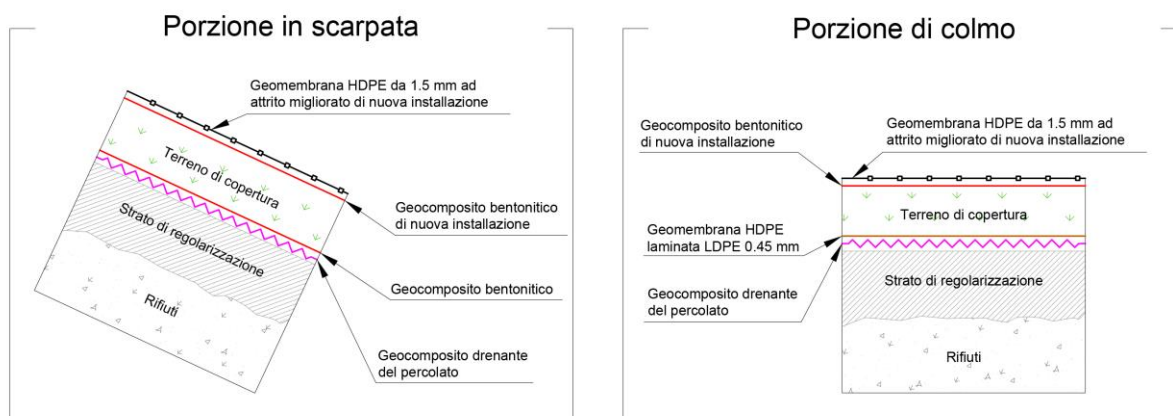 Porzione in scarpata
Geomembrana HDPE da 1.5 mm ad
attrito migliorato di nuova installazione
Terreno di copertura
Strato di regolarizzazione
Rifiuti
Geocomposito bentonitico
di nuova installazione
Geocomposito bentonitico
Geocomposito drenante
del percolato
Porzione di colmo
Geocomposito bentonitico
di nuova installazione
Geomembrana HDPE da 1.5 mm ad
attrito migliorato di nuova installazione
Geomembrana HDPE
laminata LDPE 0.45 mm
Geocomposito drenante
del percolato
Terreno di copertura
Strato di regolarizzazione
Rifiuti